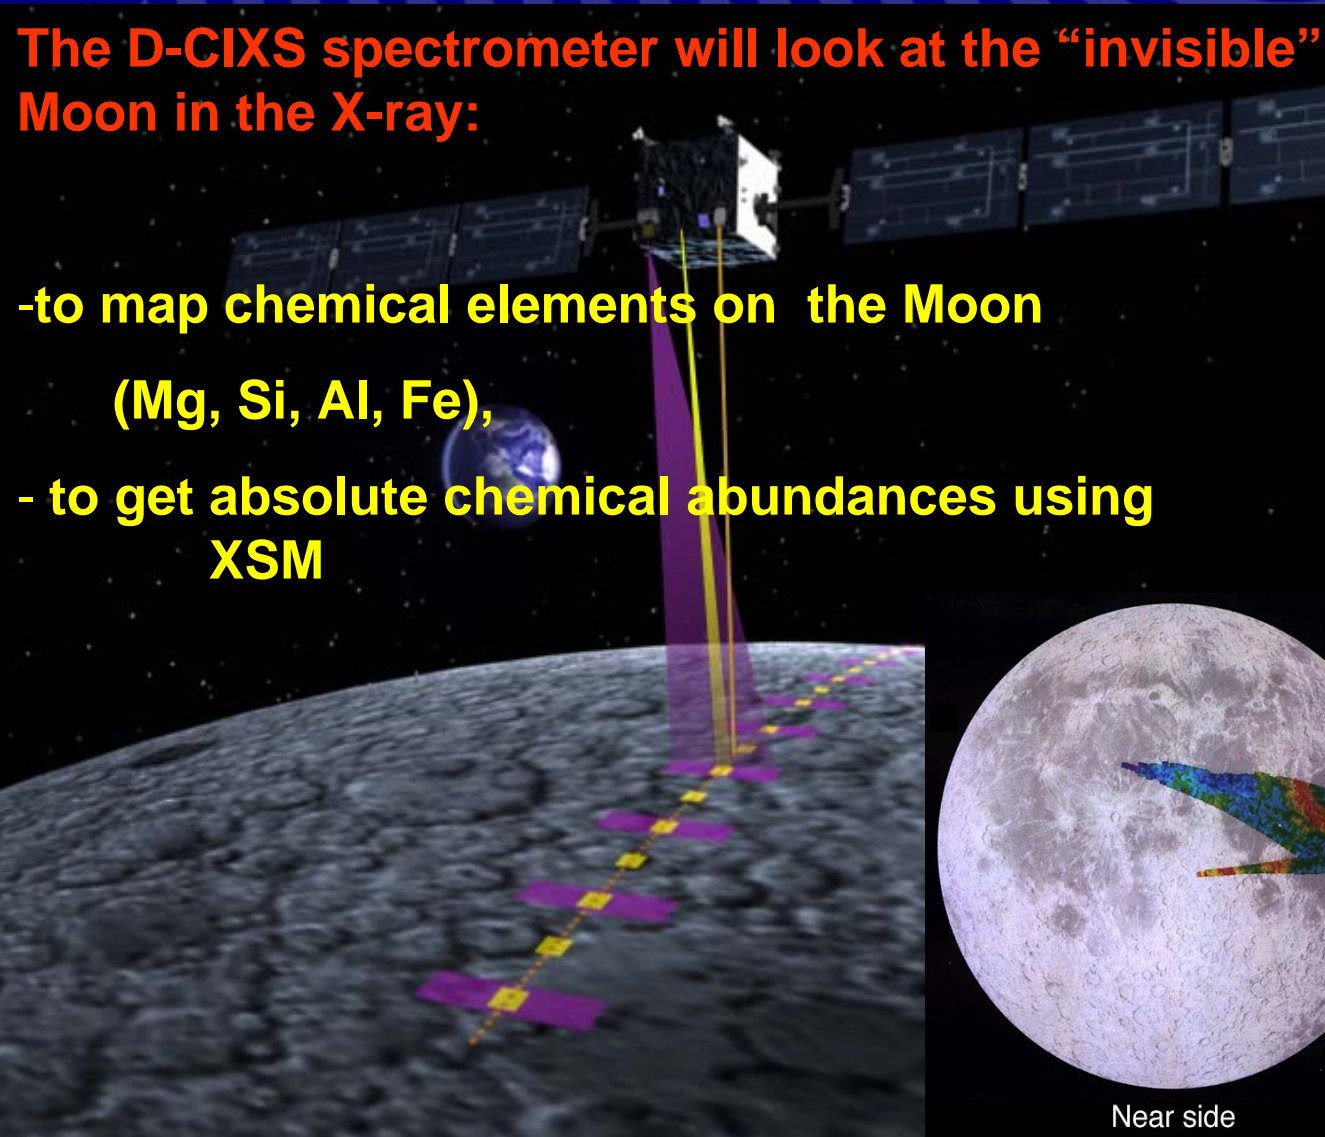 The D-CIXS spectrometer will look at the “invisible”
Moon in the X-ray:
-to map chemical elements on the Moon
(Mg, Si, Al, Fe),
- to get absolute chemical abundances using
XSM
Near side